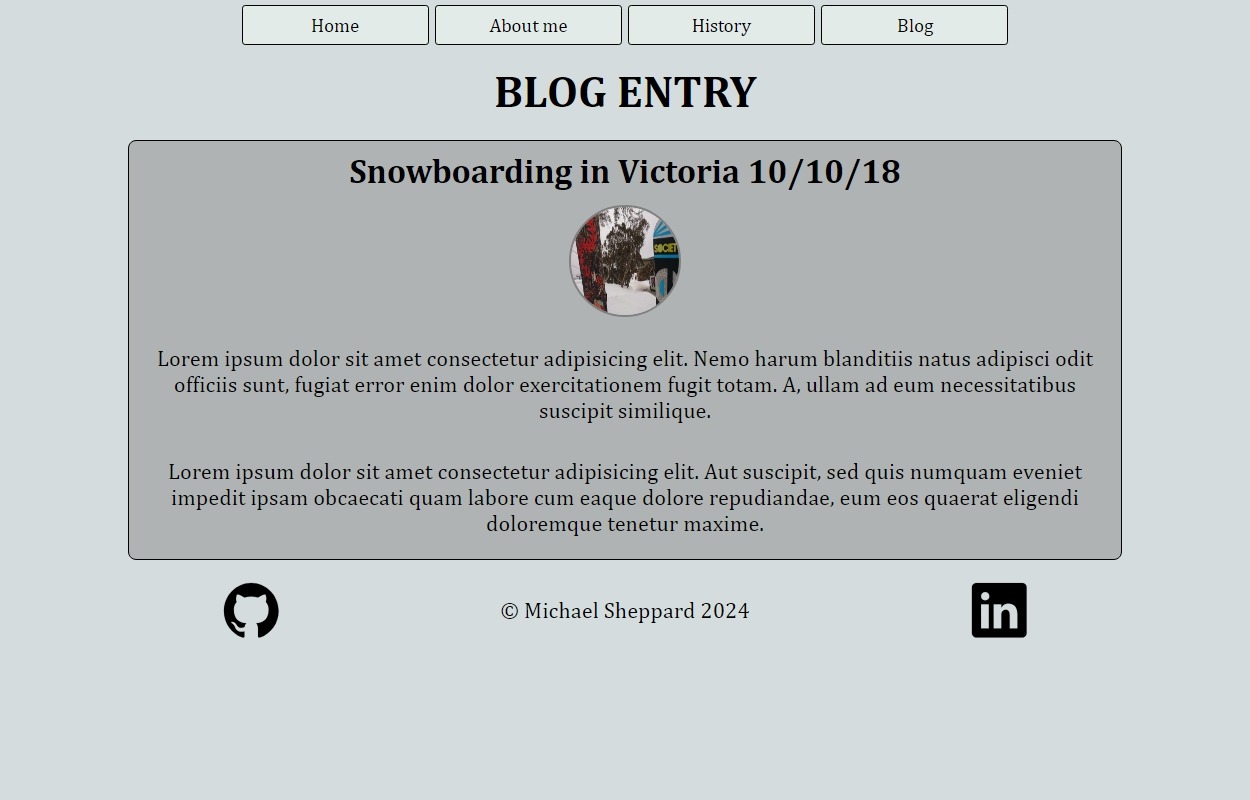 Home
About me
History
Blog
BLOG ENTRY
Snowboarding in Victoria 10/10/18
SOCIET
Lorem ipsum dolor sit amet consectetur adipisicing elit. Nemo harum blanditiis natus adipisci odit
officiis sunt, fugiat error enim dolor exercitationem fugit totam. A, ullam ad eum necessitatibus
suscipit similique.
Lorem ipsum dolor sit amet consectetur adipisicing elit. Aut suscipit, sed quis numquam eveniet
impedit ipsam obcaecati quam labore cum eaque dolore repudiandae, eum eos quaerat eligendi
doloremque tenetur maxime.
© Michael Sheppard 2024
in